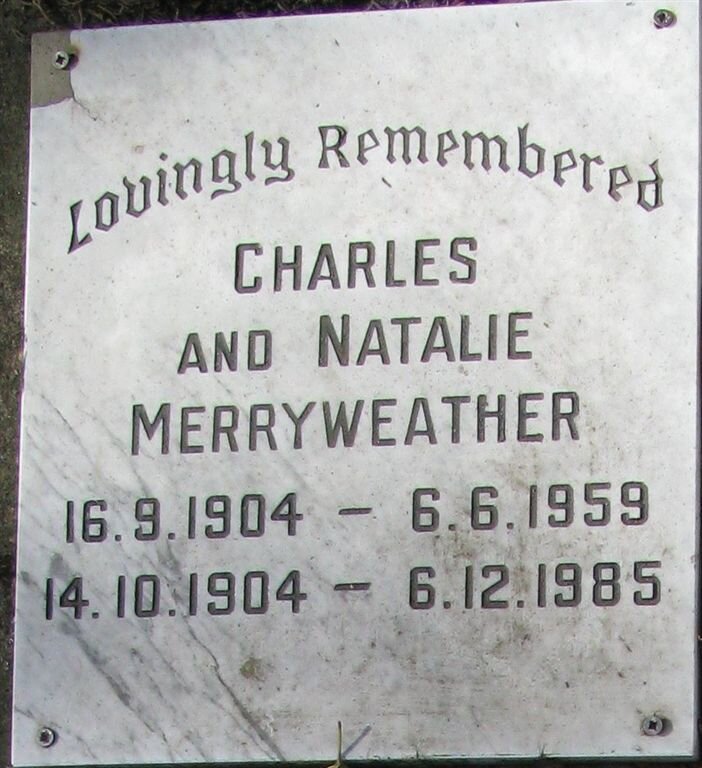 Lovingly Remembered
CHARLES
AND NATALIE
MERRYWEATHER
16.9.1904 – 6.6.1959
14.10.1904 – 6.12.1985